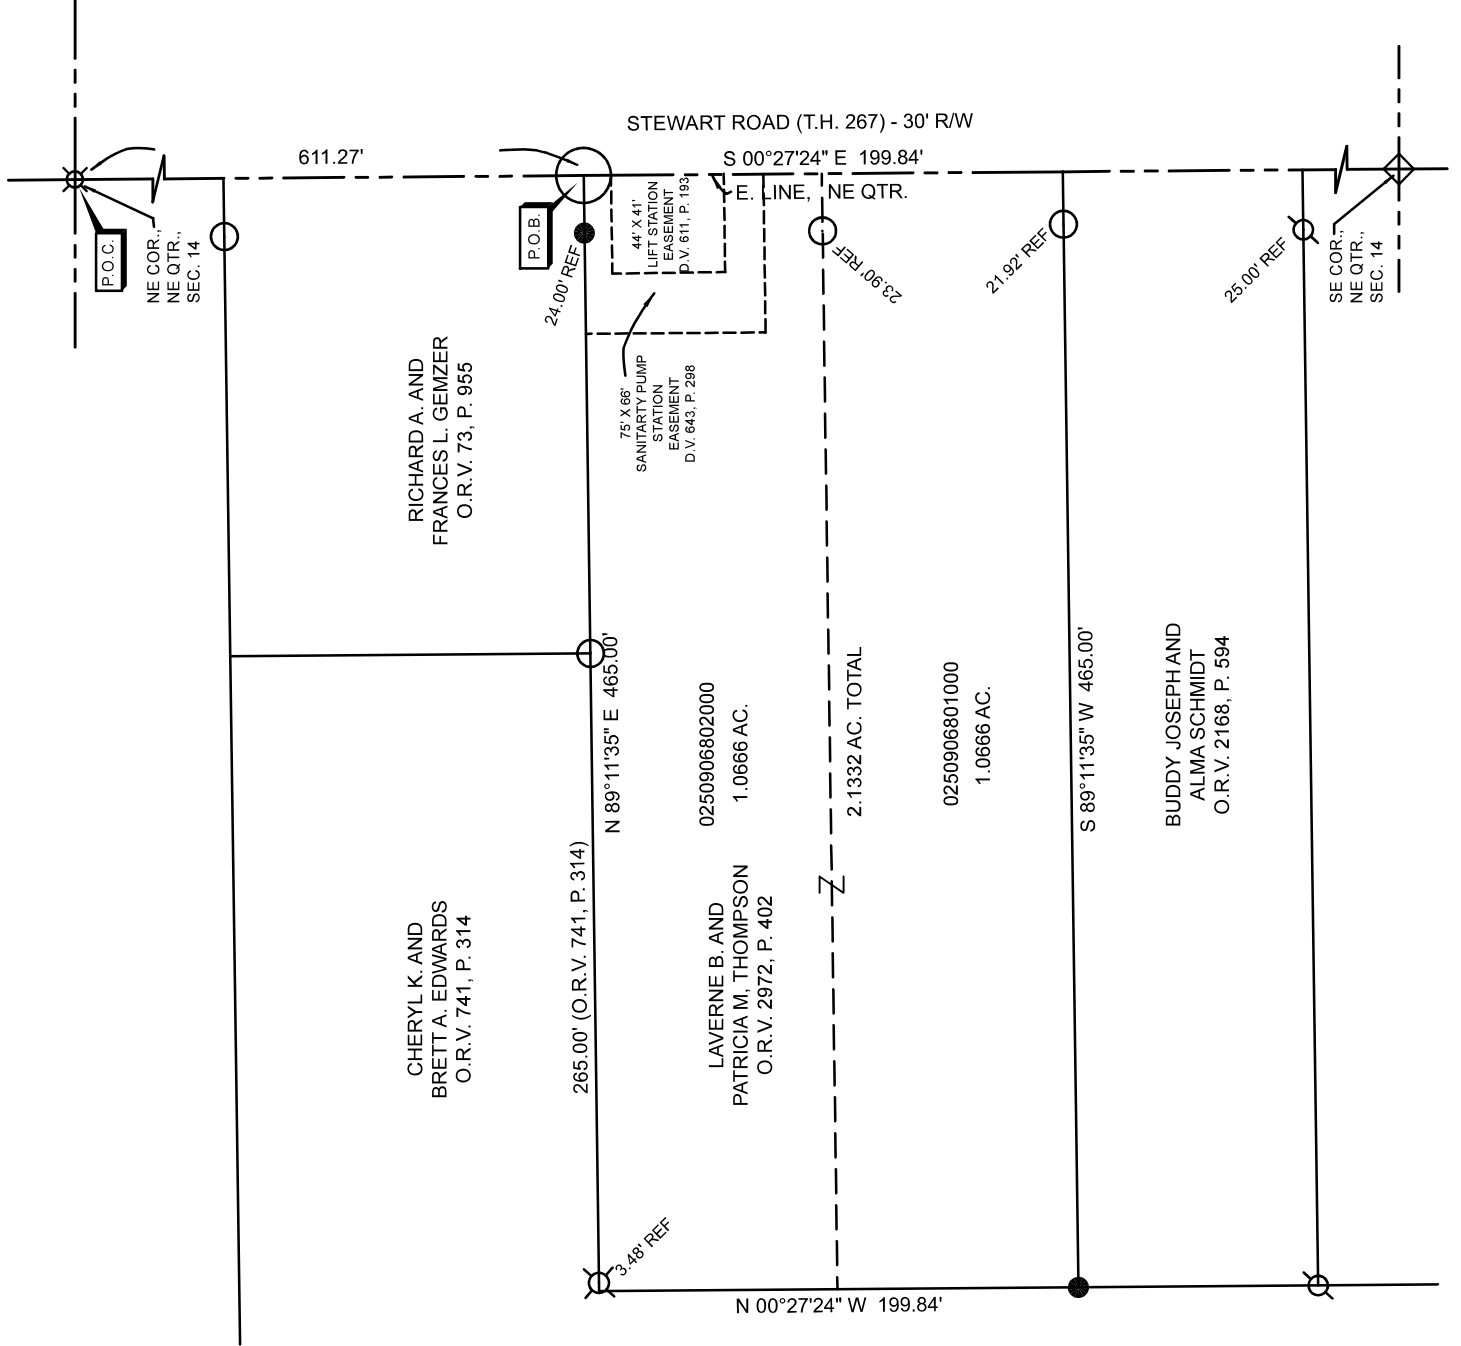 STEWART ROAD (T.H. 267) - 30' R/W
611.27'
S 00°27'24" E 199.84'
E. LINE, NE QTR.
P.O.C.
NE COR.,
NE QTR.,
SEC. 14
P.O.B.
24.00' REF
44' X 41'
LIFT STATION
EASEMENT
D.V. 611, P. 193
23.90' REF
21.92' REF
25.00' REF
SE COR.,
NE QTR.,
SEC. 14
RICHARD A. AND
FRANCES L. GEMZER
O.R.V. 73, P. 955
75' X 66'
SANITARTY PUMP
STATION
EASEMENT
D.V. 643, P. 298
N 89°11'35" E 465.00'
0250906802000
1.0666 AC.
2.1332 AC. TOTAL
0250906801000
1.0666 AC.
S 89°11'35" W 465.00'
BUDDY JOSEPH AND
ALMA SCHMIDT
O.R.V. 2168, P. 594
CHERYL K. AND
BRETT A. EDWARDS
O.R.V. 741, P. 314
265.00' (O.R.V. 741, P. 314)
LAVERNE B. AND
PATRICIA M, THOMPSON
O.R.V. 2972, P. 402
3.48' REF
N 00°27'24" W 199.84'